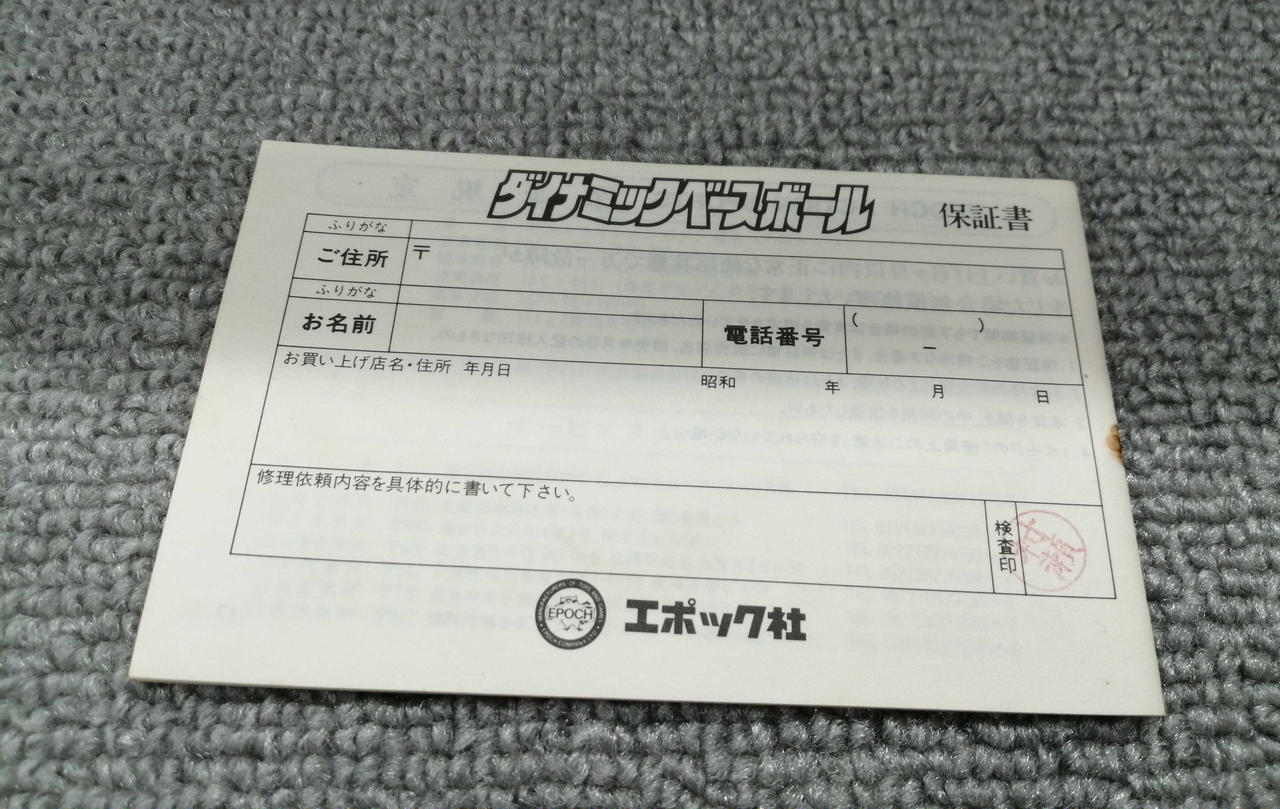 ダイナミックベースボール 保証書
ふりがな
ご住所 〒
ふりがな
お名前 電話番号 ( ) –
お買い上げ店名・住所 年月日 昭和 年 月 日
修理依頼内容を具体的に書いて下さい。
検査印
EPOCH エポック社